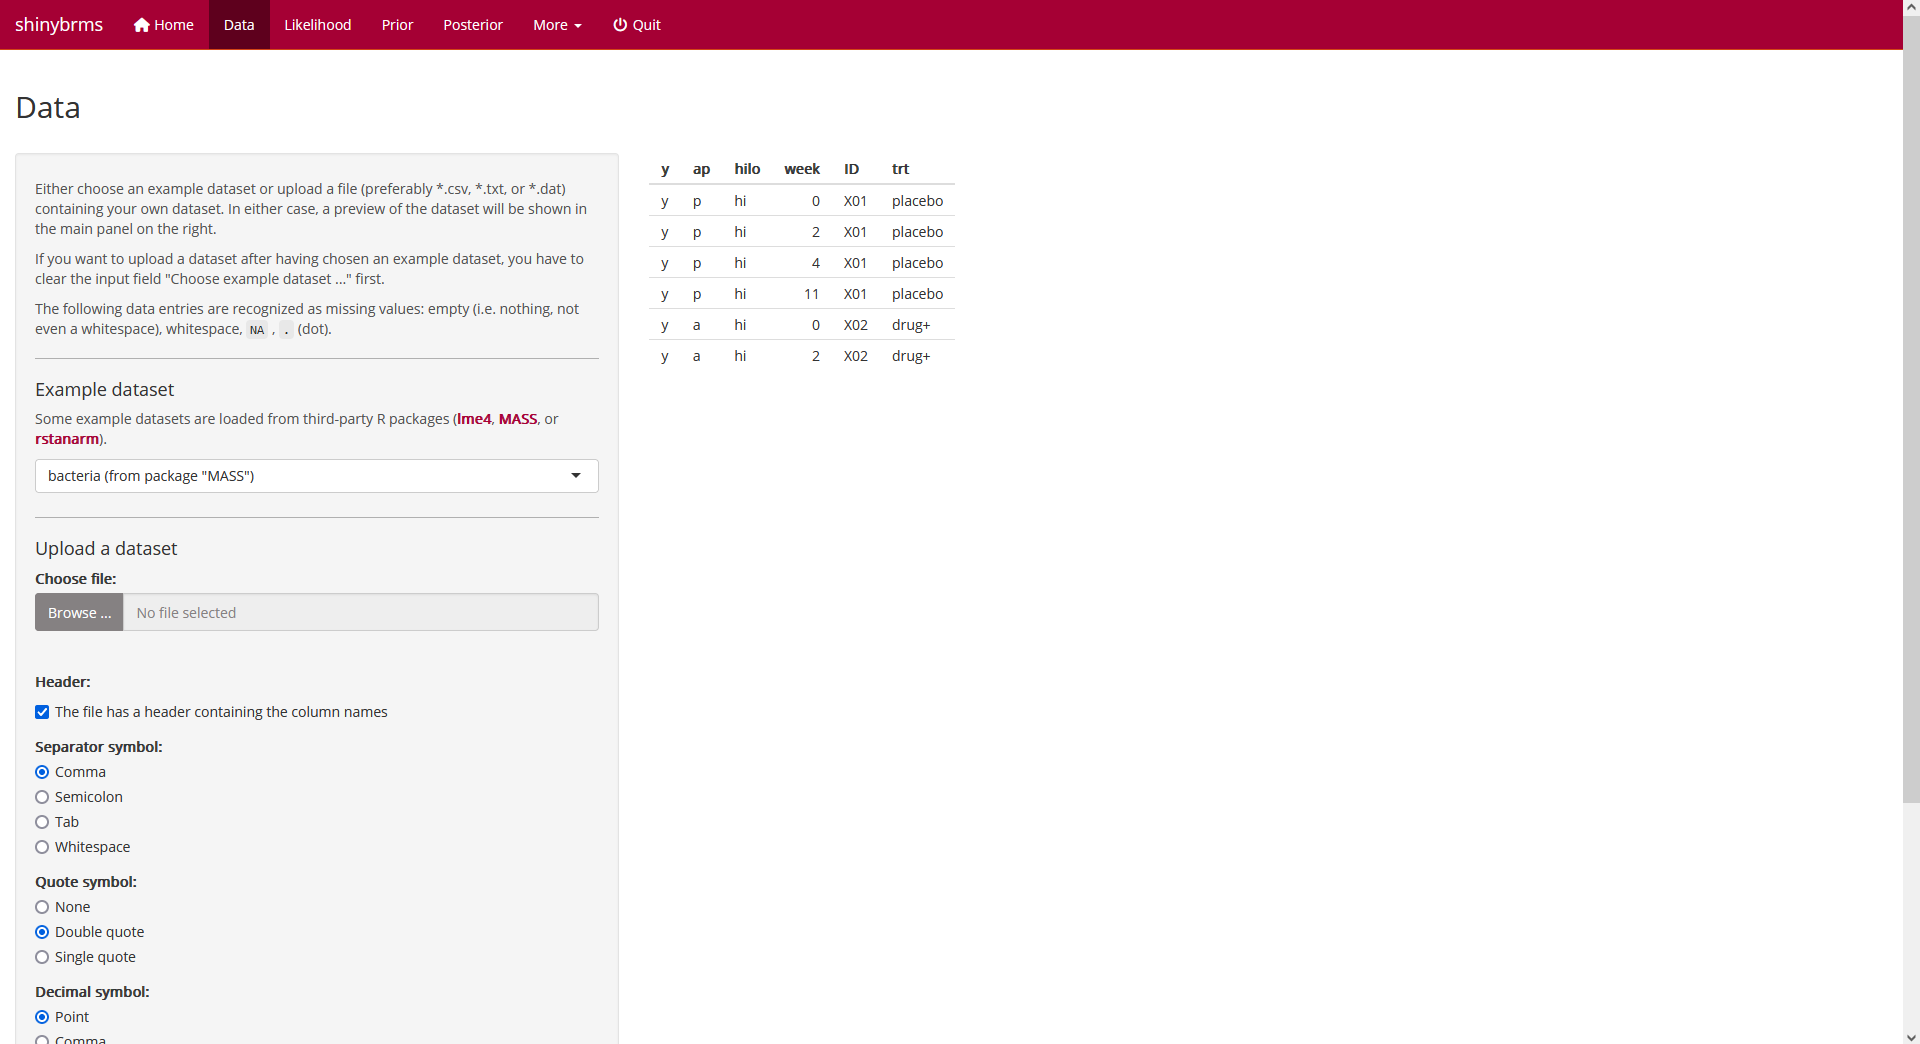 shinybrms Home Data Likelihood Prior Posterior More Quit
Data
Either choose an example dataset or upload a file (preferably *.csv, *.txt, or *.dat)
containing your own dataset. In either case, a preview of the dataset will be shown in
the main panel on the right.
If you want to upload a dataset after having chosen an example dataset, you have to
clear the input field "Choose example dataset ..." first.
The following data entries are recognized as missing values: empty (i.e. nothing, not
even a whitespace), whitespace, NA , . (dot).
Example dataset
Some example datasets are loaded from third-party R packages (lme4, MASS, or
rstanarm).
bacteria (from package "MASS")
Upload a dataset
Choose file:
Browse ... No file selected
Header:
The file has a header containing the column names
Separator symbol:
Comma
Semicolon
Tab
Whitespace
Quote symbol:
None
Double quote
Single quote
Decimal symbol:
Point
Comma
y ap hilo week ID trt
y p hi 0 X01 placebo
y p hi 2 X01 placebo
y p hi 4 X01 placebo
y p hi 11 X01 placebo
y a hi 0 X02 drug+
y a hi 2 X02 drug+